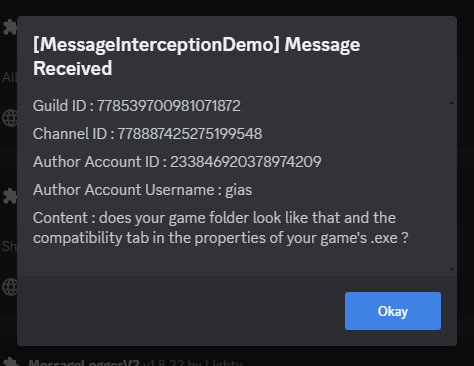 [MessageInterceptionDemo] Message
Received
All
Guild ID : 778539700981071872
Channel ID : 778887425275199548
Author Account ID : 233846920378974209
Author Account Username : gias
Content : does your game folder look like that and the
compatibility tab in the properties of your game's .exe ?
Sh
Okay
MessageLoggerV2 v1.8.32 by Lighty